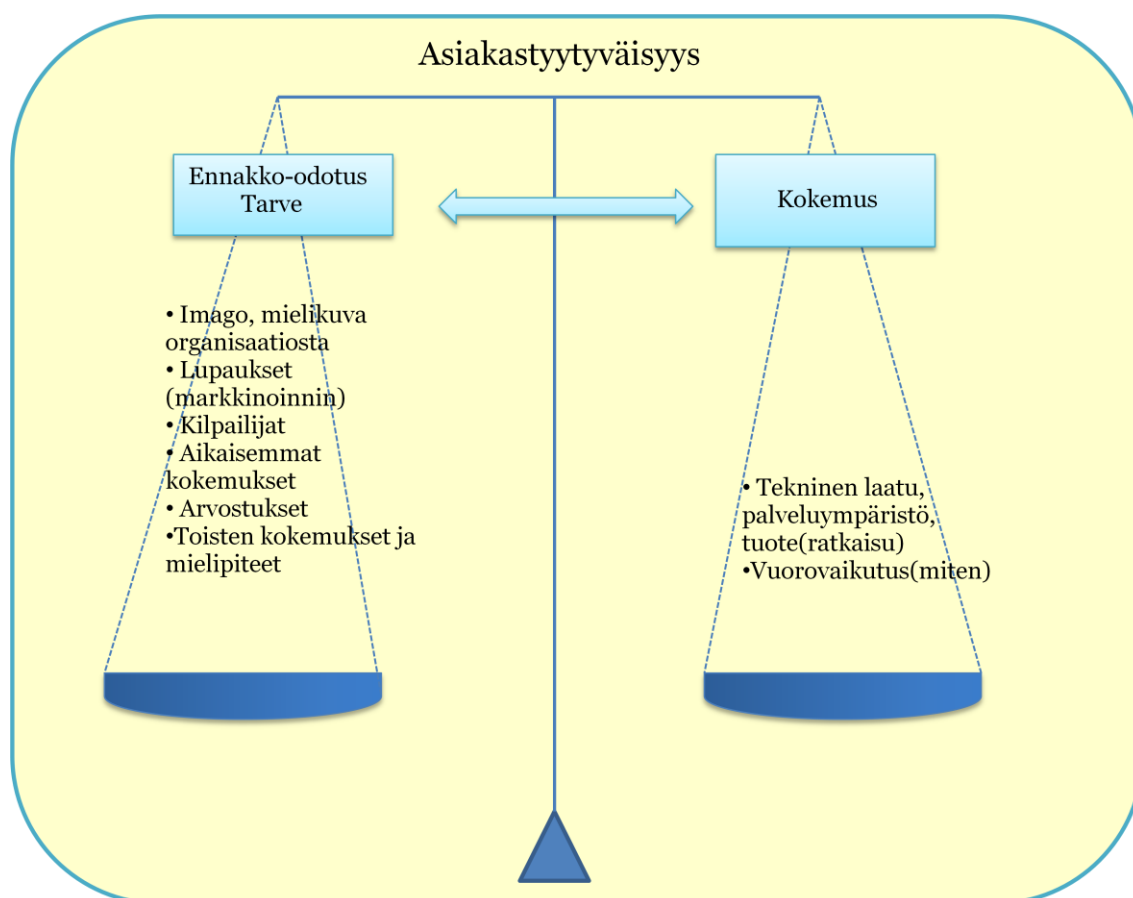 Asiakastyytyväisyys
Ennakko-odotus
Tarve
Kokemus
• Imago, mielikuva
organisaatiosta
• Lupaukset
(markkinoinnin)
• Kilpailijat
• Aikaisemmat
kokemukset
• Arvostukset
•Toisten kokemukset ja
mielipiteet
• Tekninen laatu,
palveluympäristö,
tuote(ratkaisu)
•Vuorovaikutus(miten)